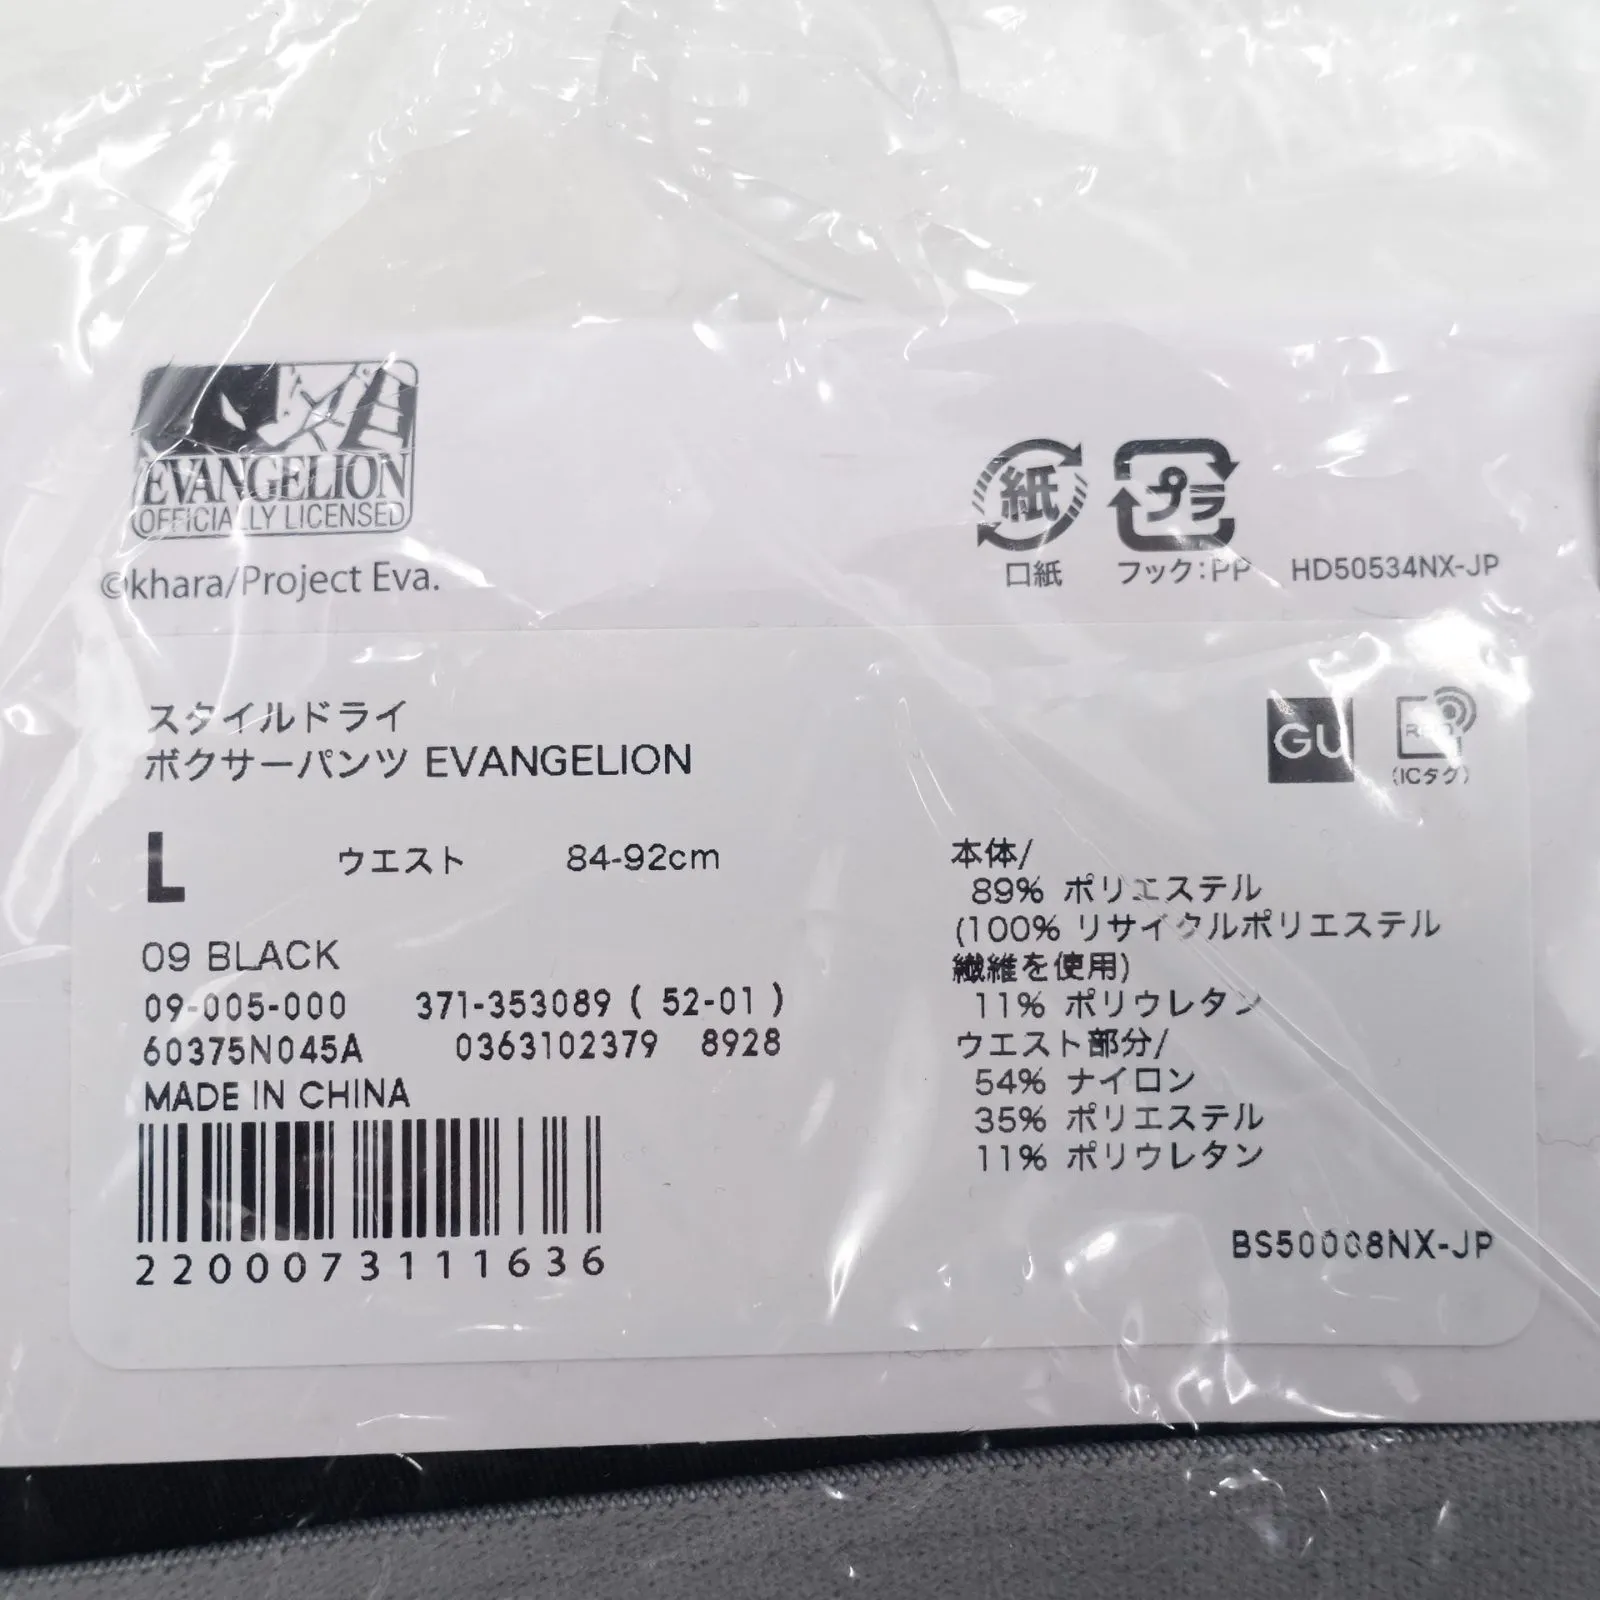 EVANGELION
OFFICIALLY LICENSED
©khara/Project Eva.
紙
プラ
口紙
フック:PP
HD50534NX-JP
スタイルドライ
ボクサーパンツ EVANGELION
GU
RFID
(ICタグ)
L ウエスト 84-92cm
09 BLACK
09-005-000 371-353089 ( 52-01 )
60375N045A 0363102379 8928
MADE IN CHINA
2200073111636
本体/
89% ポリエステル
(100% リサイクルポリエステル
繊維を使用)
11% ポリウレタン
ウエスト部分/
54% ナイロン
35% ポリエステル
11% ポリウレタン
BS50008NX-JP